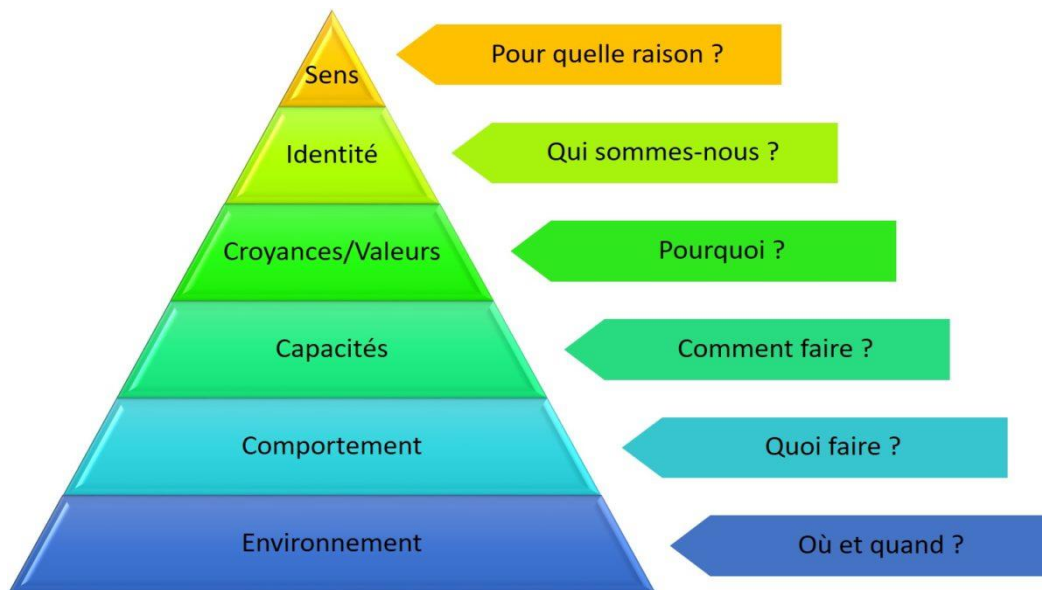 Sens
Pour quelle raison ?
Identité
Qui sommes-nous ?
Croyances/Valeurs
Pourquoi ?
Capacités
Comment faire ?
Comportement
Quoi faire ?
Environnement
Où et quand ?